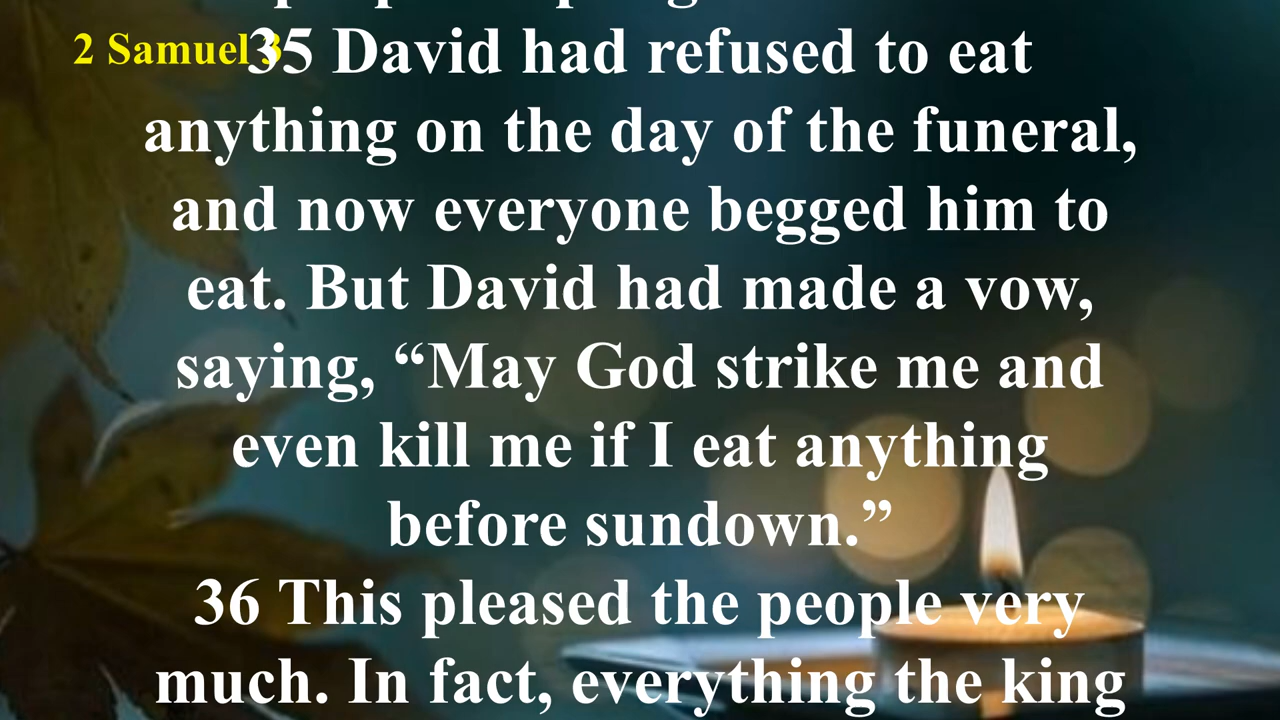 2 Samuel 3
35 David had refused to eat
anything on the day of the funeral,
and now everyone begged him to
eat. But David had made a vow,
saying, “May God strike me and
even kill me if I eat anything
before sundown.”
36 This pleased the people very
much. In fact, everything the king